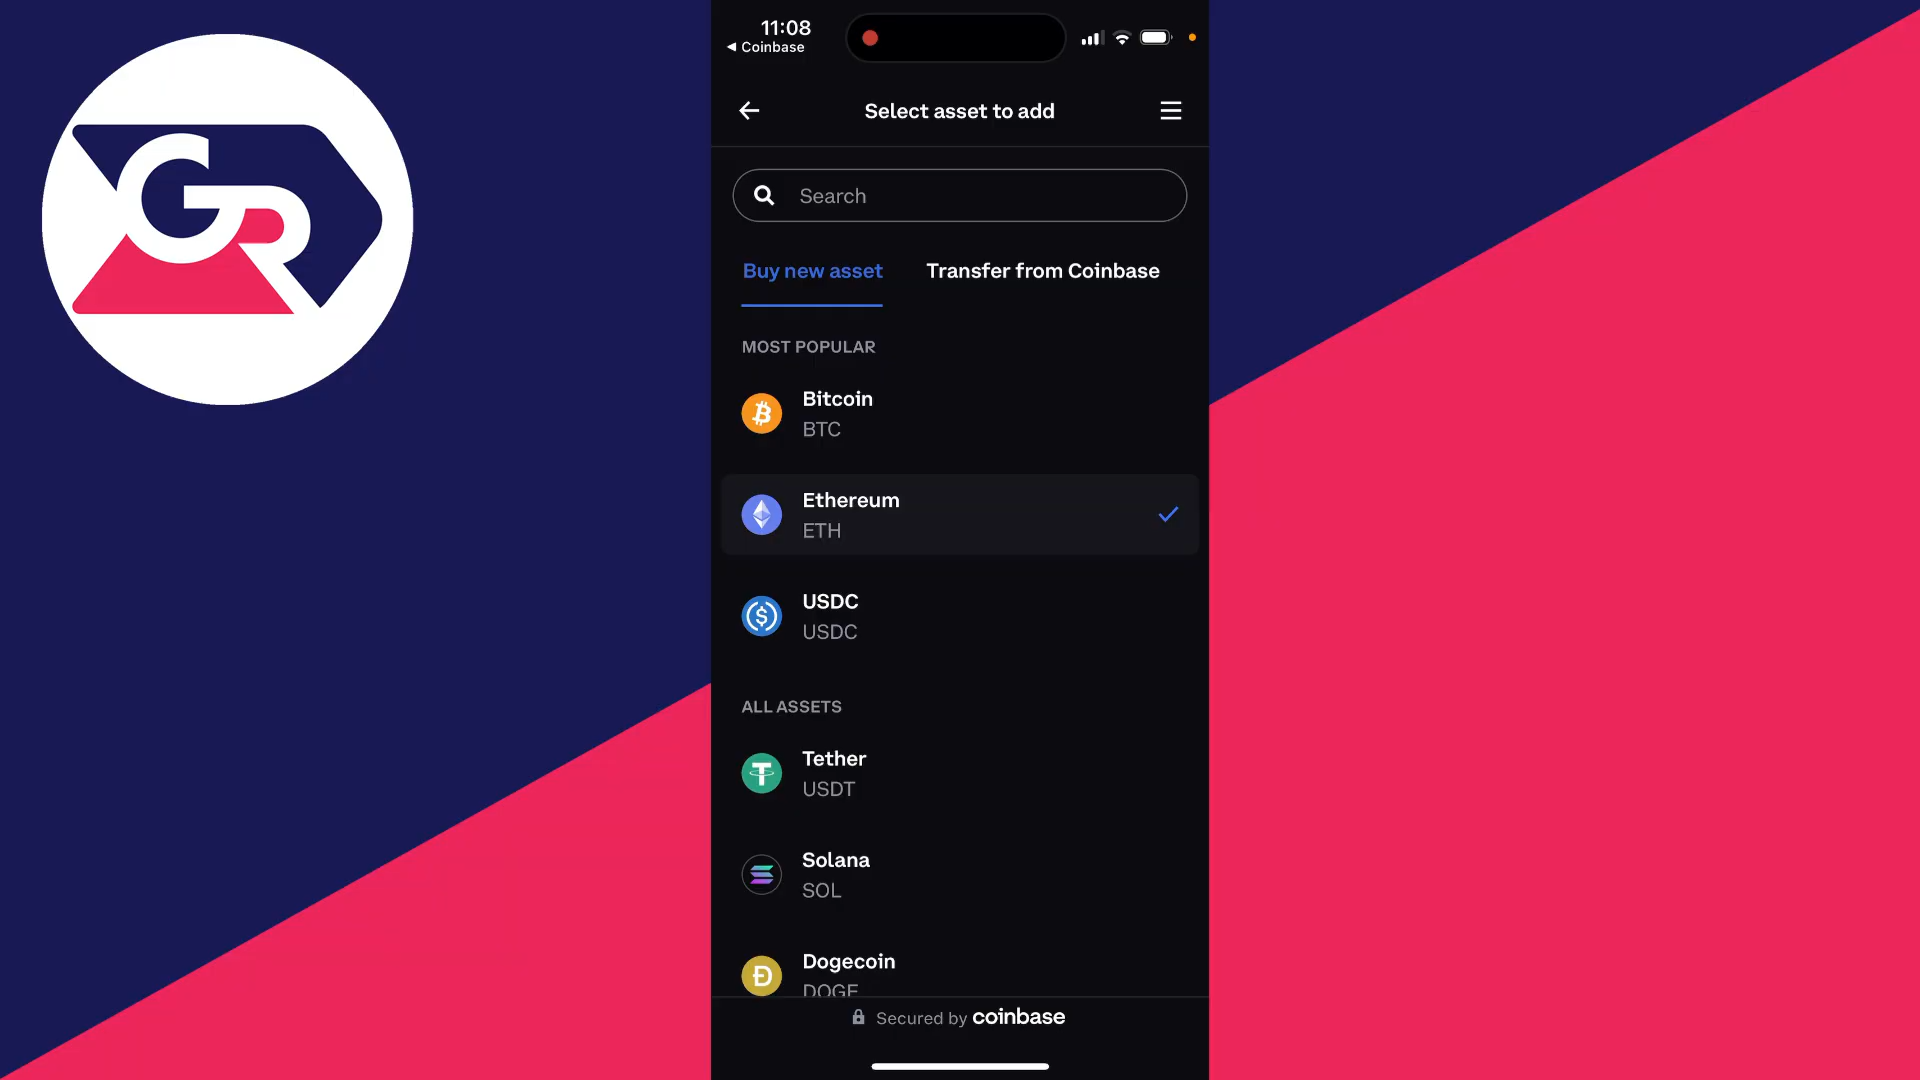 GR
11:08
◀ Coinbase
Select asset to add
Search
Buy new asset
Transfer from Coinbase
MOST POPULAR
Bitcoin
BTC
Ethereum
ETH
USDC
USDC
ALL ASSETS
Tether
USDT
Solana
SOL
Dogecoin
DOGE
Secured by coinbase